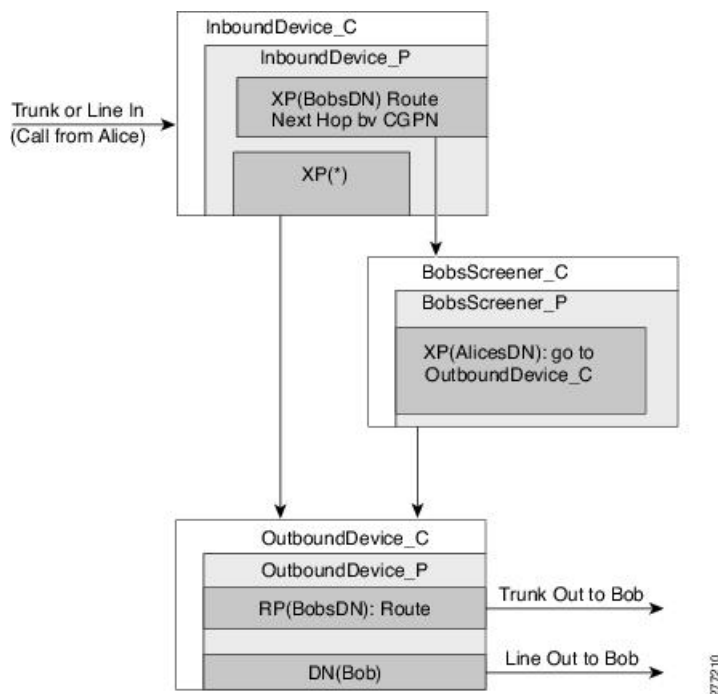 InboundDevice_C
InboundDevice_P
Trunk or Line In
(Call from Alice)
XP(BobsDN) Route
Next Hop bv CGPN
XP(*)
BobsScreener_C
BobsScreener_P
XP(AlicesDN): go to
OutboundDevice_C
OutboundDevice_C
OutboundDevice_P
RP(BobsDN): Route
Trunk Out to Bob
DN(Bob)
Line Out to Bob